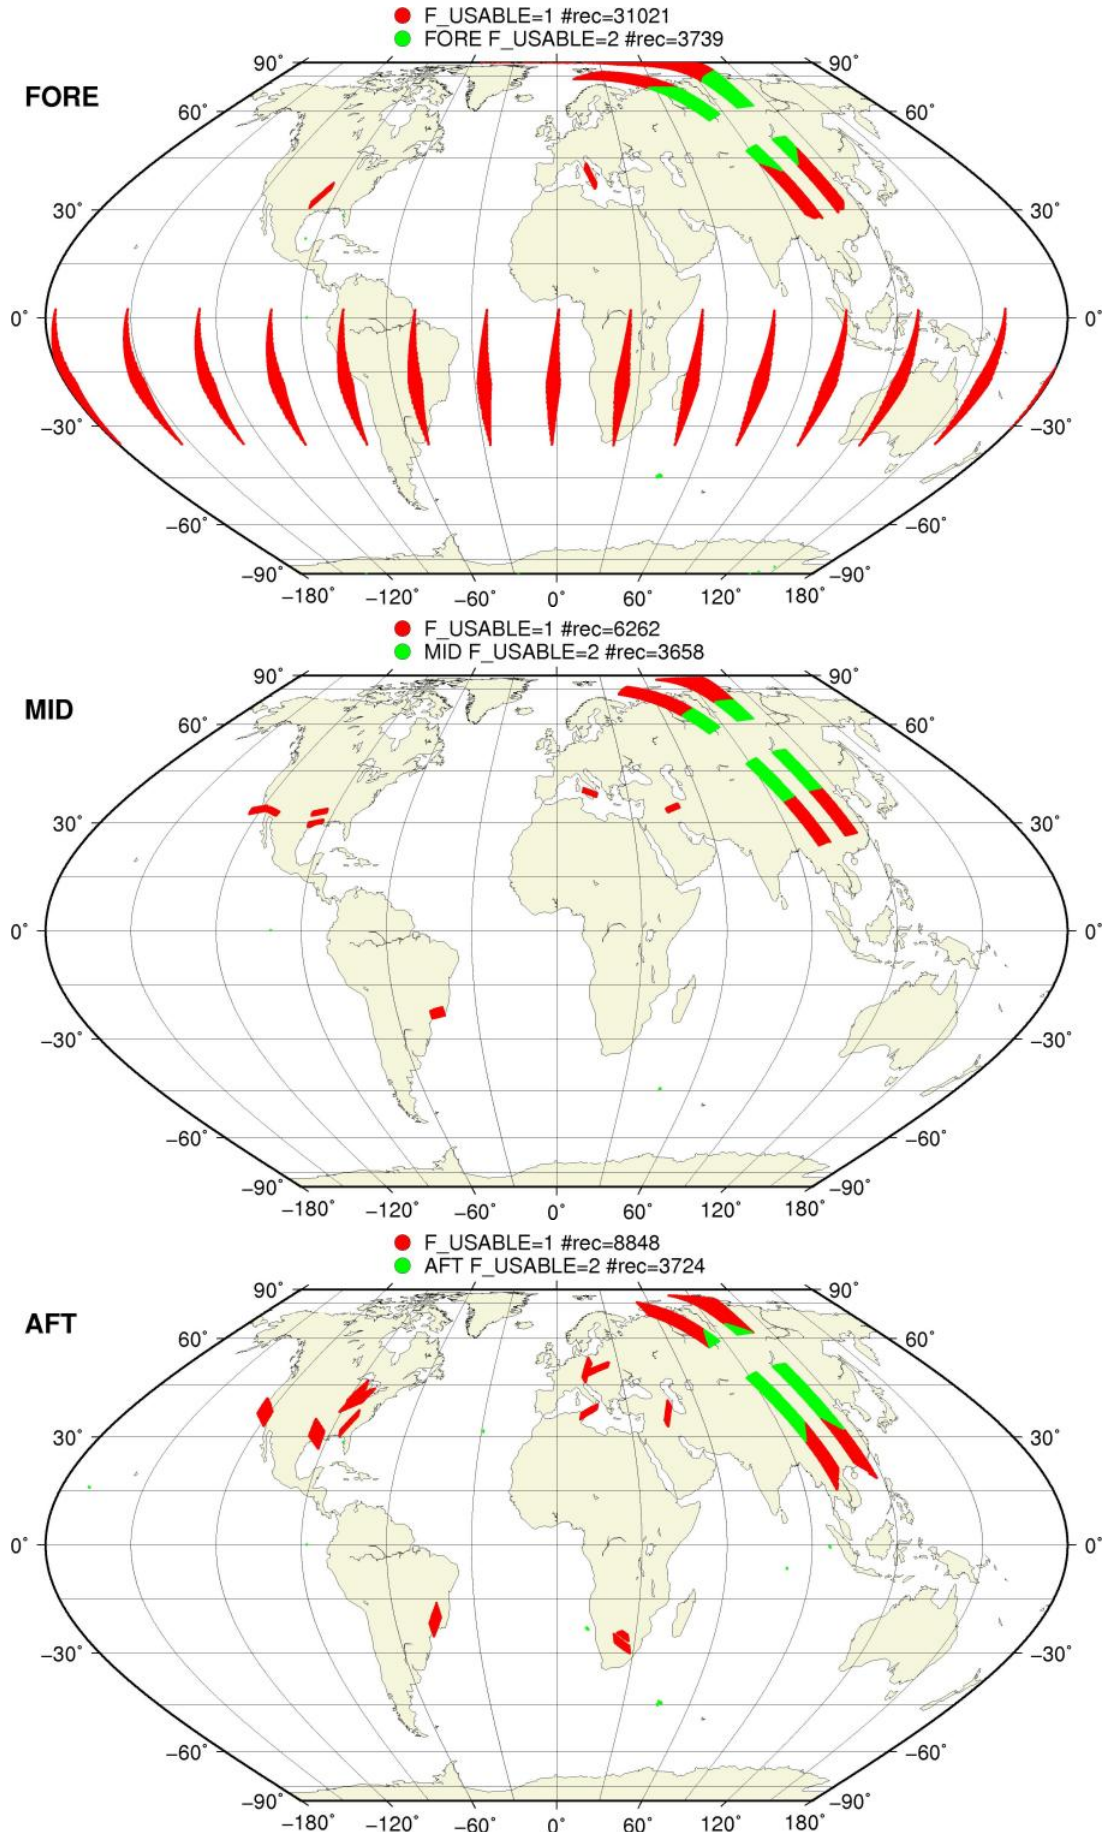 F_USABLE=1 #rec=31021
FORE F_USABLE=2 #rec=3739
FORE
90° 90°
60° 60°
30° 30°
0° 0°
−30° −30°
−60° −60°
−90° −90°
−180° −120° −60° 0° 60° 120° 180°
F_USABLE=1 #rec=6262
MID F_USABLE=2 #rec=3658
MID
90° 90°
60° 60°
30° 30°
0° 0°
−30° −30°
−60° −60°
−90° −90°
−180° −120° −60° 0° 60° 120° 180°
F_USABLE=1 #rec=8848
AFT F_USABLE=2 #rec=3724
AFT
90° 90°
60° 60°
30° 30°
0° 0°
−30° −30°
−60° −60°
−90° −90°
−180° −120° −60° 0° 60° 120° 180°